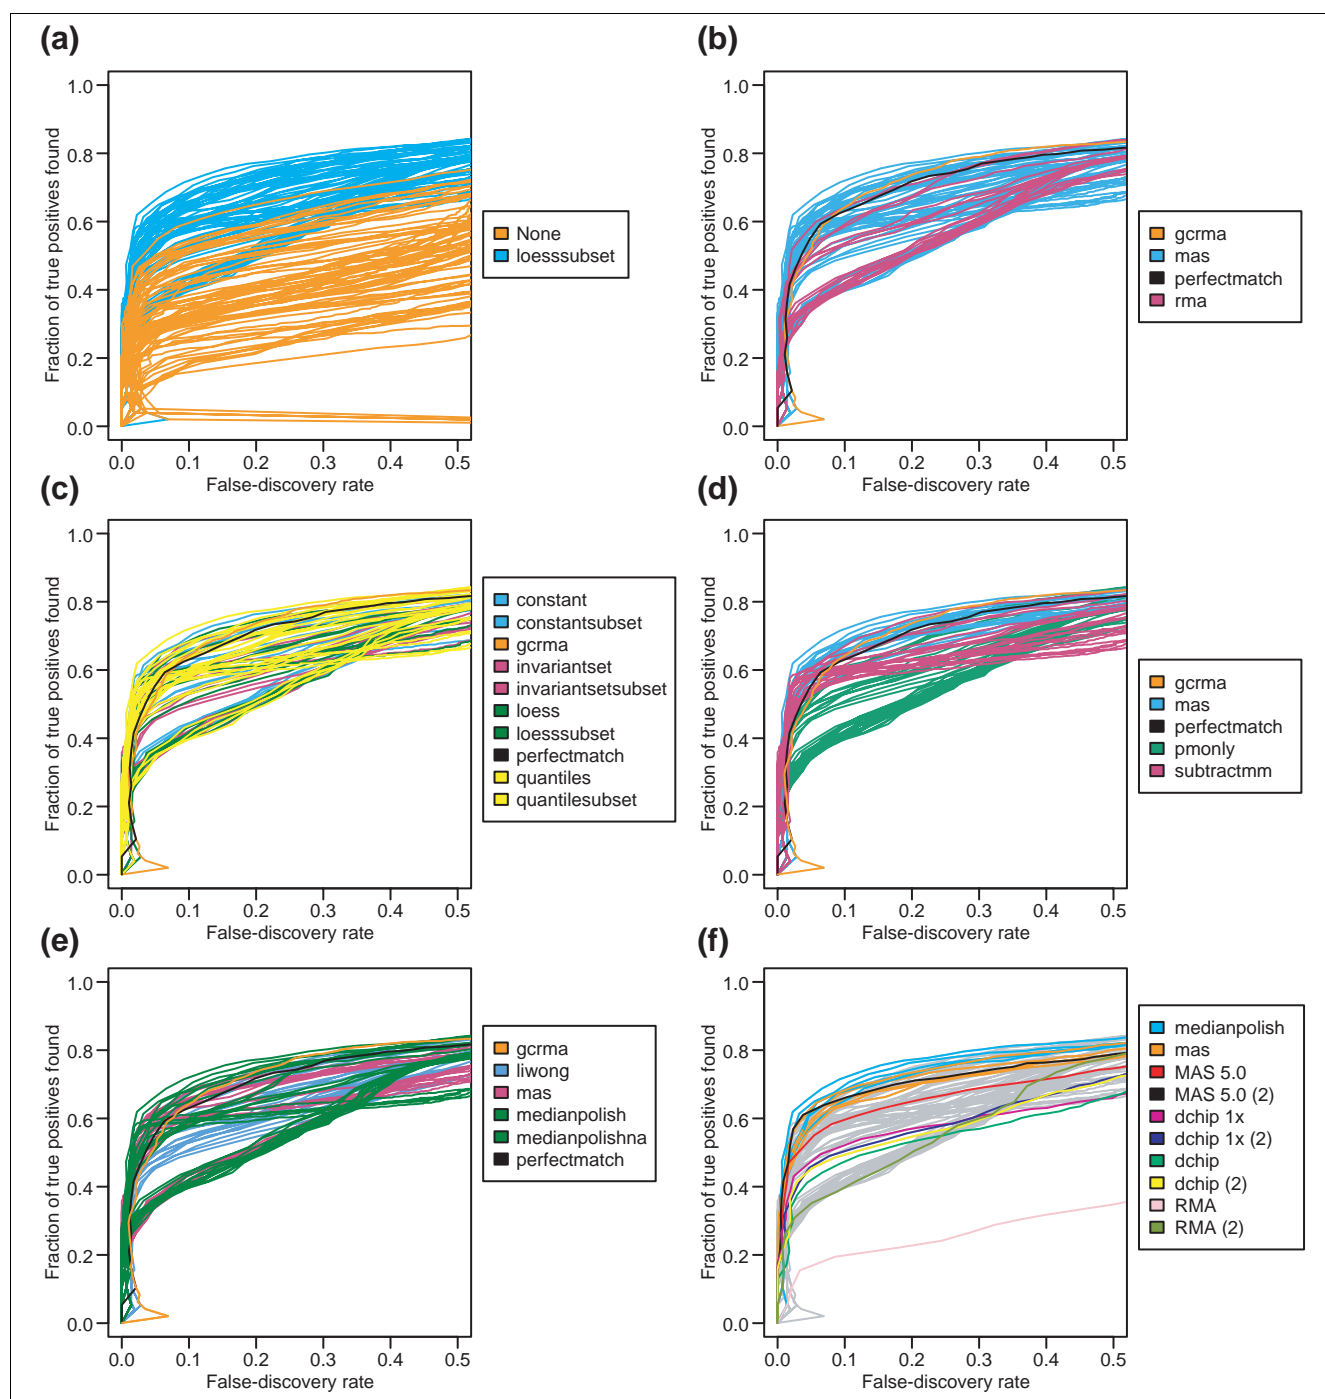 (a)
Fraction of true positives found
1.0
0.8
0.6
0.4
0.2
0.0
0.0 0.1 0.2 0.3 0.4 0.5
False-discovery rate
None
loesssubset
(b)
Fraction of true positives found
1.0
0.8
0.6
0.4
0.2
0.0
0.0 0.1 0.2 0.3 0.4 0.5
False-discovery rate
gcrma
mas
perfectmatch
rma
(c)
Fraction of true positives found
1.0
0.8
0.6
0.4
0.2
0.0
0.0 0.1 0.2 0.3 0.4 0.5
False-discovery rate
constant
constantsubset
gcrma
invariantset
invariantsetsubset
loess
loesssubset
perfectmatch
quantiles
quantilesubset
(d)
Fraction of true positives found
1.0
0.8
0.6
0.4
0.2
0.0
0.0 0.1 0.2 0.3 0.4 0.5
False-discovery rate
gcrma
mas
perfectmatch
pmonly
subtractmm
(e)
Fraction of true positives found
1.0
0.8
0.6
0.4
0.2
0.0
0.0 0.1 0.2 0.3 0.4 0.5
False-discovery rate
gcrma
liwong
mas
medianpolish
medianpolishna
perfectmatch
(f)
Fraction of true positives found
1.0
0.8
0.6
0.4
0.2
0.0
0.0 0.1 0.2 0.3 0.4 0.5
False-discovery rate
medianpolish
mas
MAS 5.0
MAS 5.0 (2)
dchip 1x
dchip 1x (2)
dchip
dchip (2)
RMA
RMA (2)